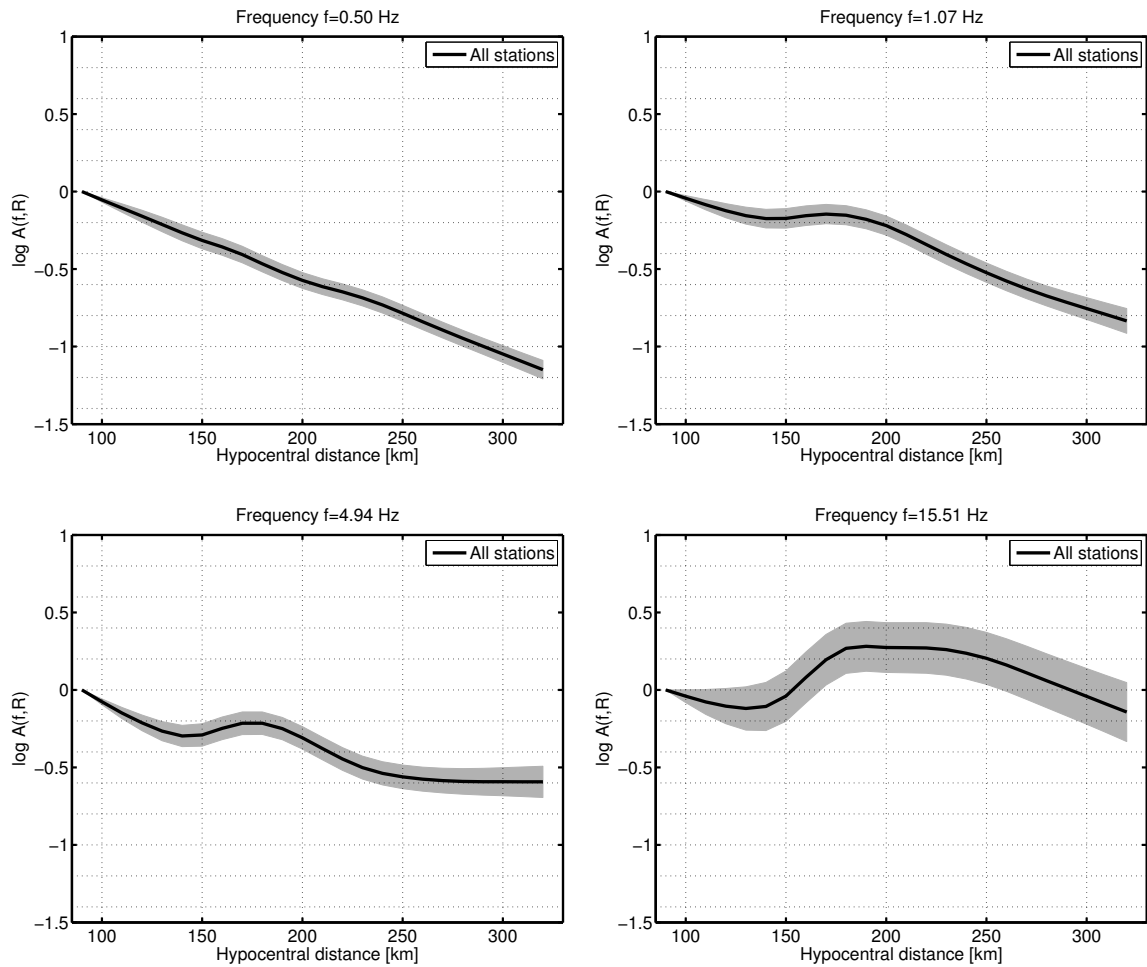 Frequency f=0.50 Hz
1
0.5
0
−0.5
−1
−1.5
log A(f,R)
All stations
100 150 200 250 300
Hypocentral distance [km]
Frequency f=1.07 Hz
1
0.5
0
−0.5
−1
−1.5
log A(f,R)
All stations
100 150 200 250 300
Hypocentral distance [km]
Frequency f=4.94 Hz
1
0.5
0
−0.5
−1
−1.5
log A(f,R)
All stations
100 150 200 250 300
Hypocentral distance [km]
Frequency f=15.51 Hz
1
0.5
0
−0.5
−1
−1.5
log A(f,R)
All stations
100 150 200 250 300
Hypocentral distance [km]